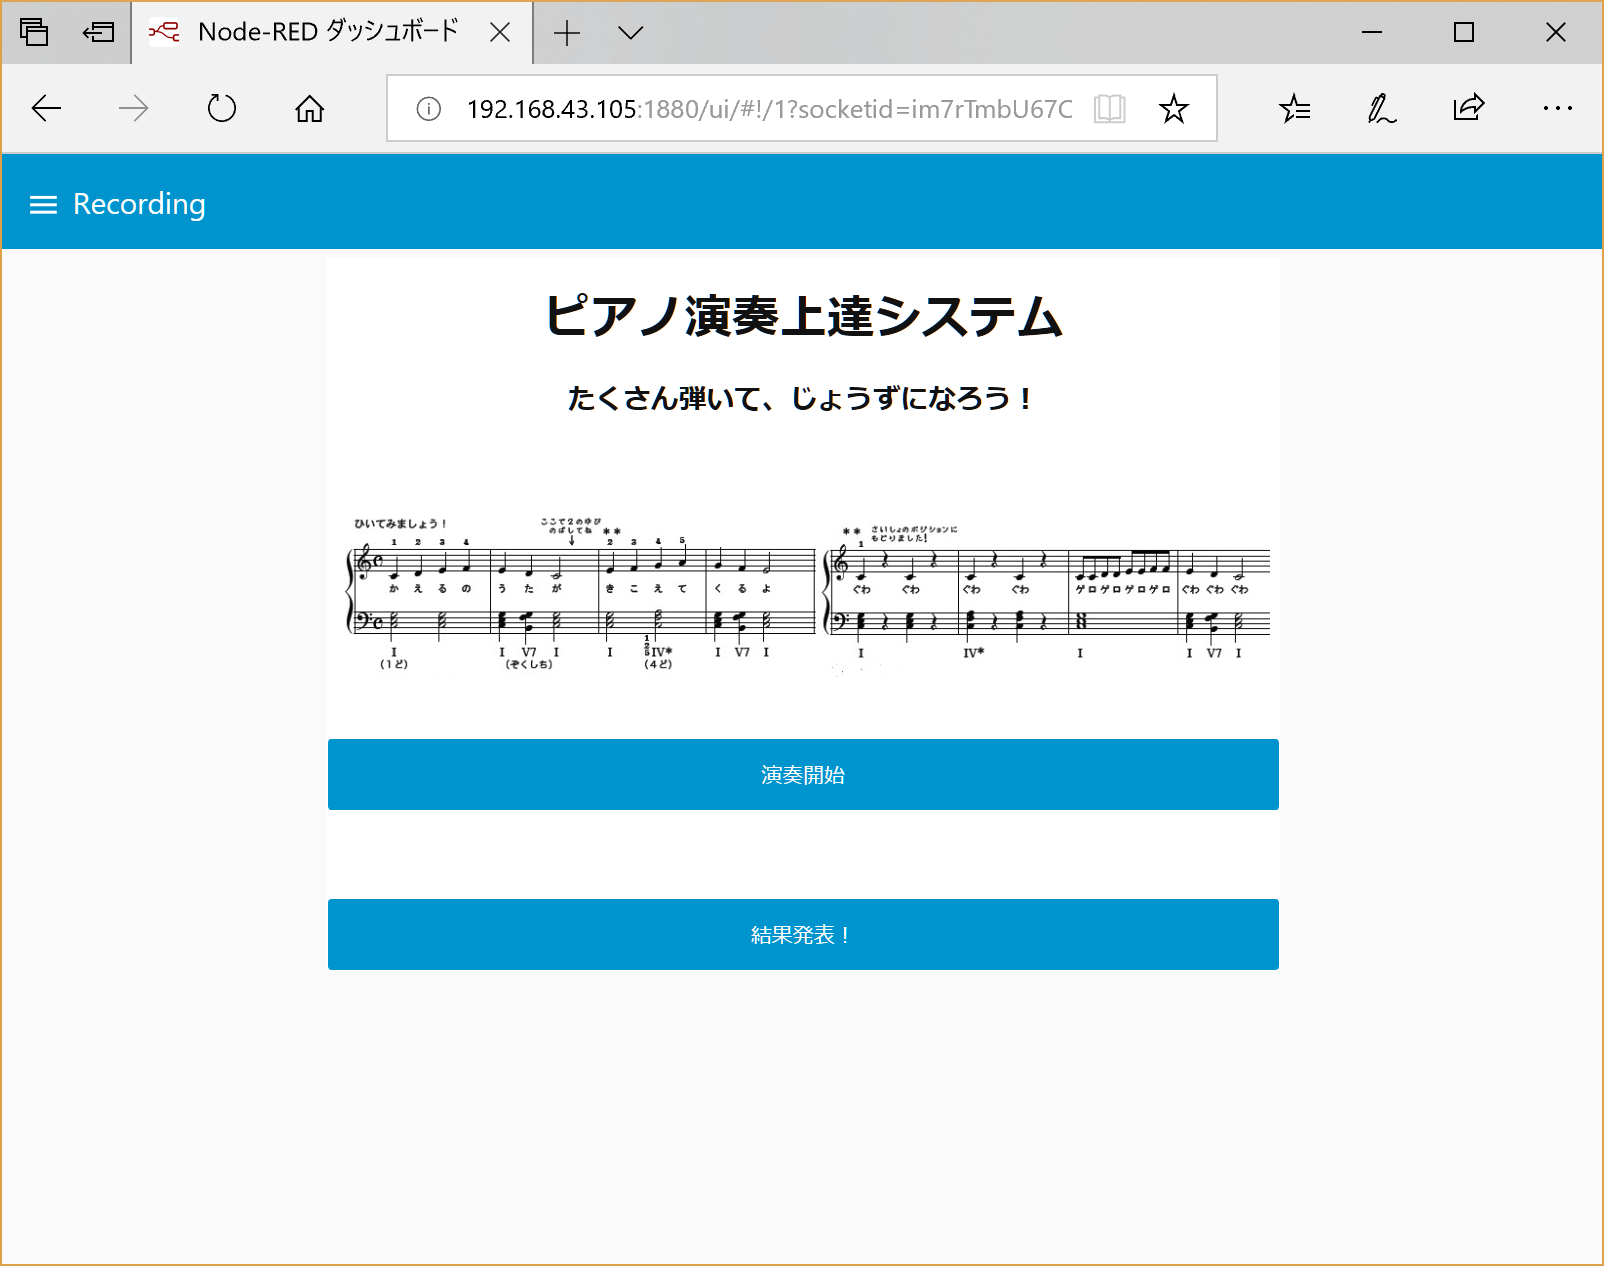 Node-RED ダッシュボード
192.168.43.105:1880/ui/#!/1?socketid=im7rTmbU67C
Recording
ピアノ演奏上達システム
たくさん弾いて、じょうずになろう！
ひいてみましょう！
ここで2のゆび
のばしてね
**
1 2 3 4 2 3 4 5
かえるの うたが きこえて くるよ
1
2
5
I I V7 I I IV* I V7 I
(1ど) (ぞくしち) (4ど)
** さいしょのポジションに
もどりました!
1
ぐわ ぐわ ぐわ ぐわ ゲロゲロゲロゲロ ぐわ ぐわ ぐわ
I IV* I I V7 I
演奏開始
結果発表！